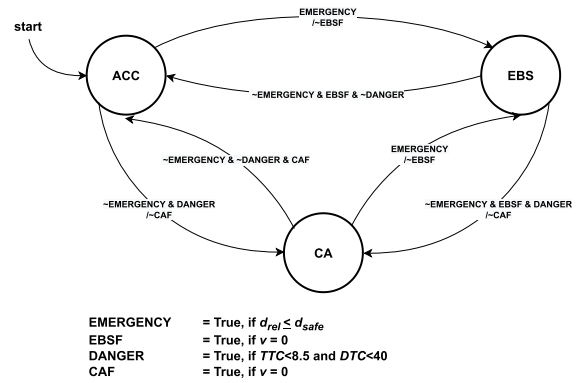 EMERGENCY
/~EBSF
start
ACC
EBS
~EMERGENCY & EBSF & ~DANGER
EMERGENCY
/~EBSF
~EMERGENCY & ~DANGER & CAF
~EMERGENCY & DANGER
/~CAF
~EMERGENCY & EBSF & DANGER
/~CAF
CA
EMERGENCY = True, if d_rel ≤ d_safe
EBSF = True, if v = 0
DANGER = True, if TTC<8.5 and DTC<40
CAF = True, if v = 0